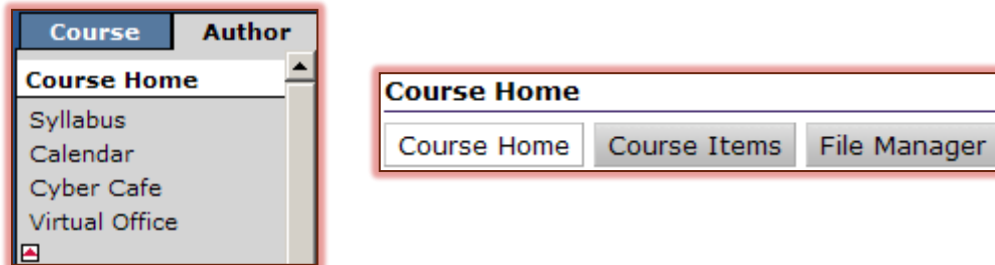 Course Author
Course Home
Syllabus
Calendar
Cyber Cafe
Virtual Office
Course Home
Course Home Course Items File Manager